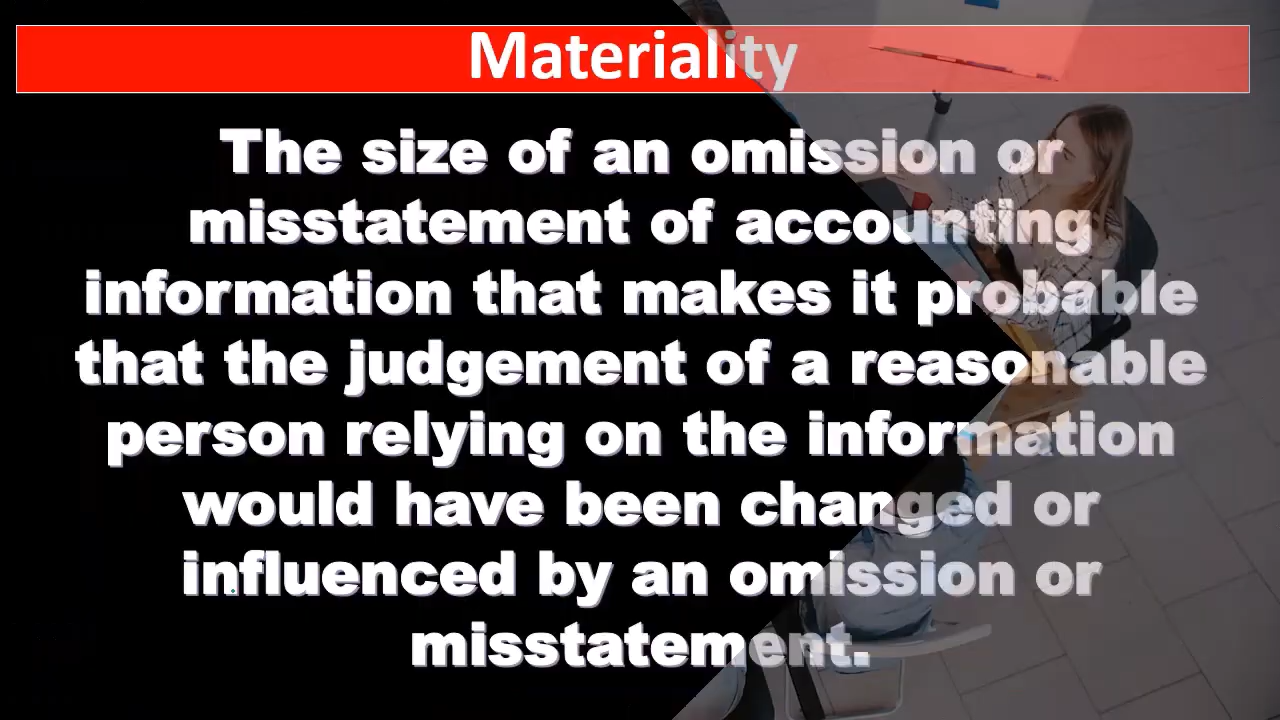 Materiality
The size of an omission or
misstatement of accounting
information that makes it probable
that the judgement of a reasonable
person relying on the information
would have been changed or
influenced by an omission or
misstatement.